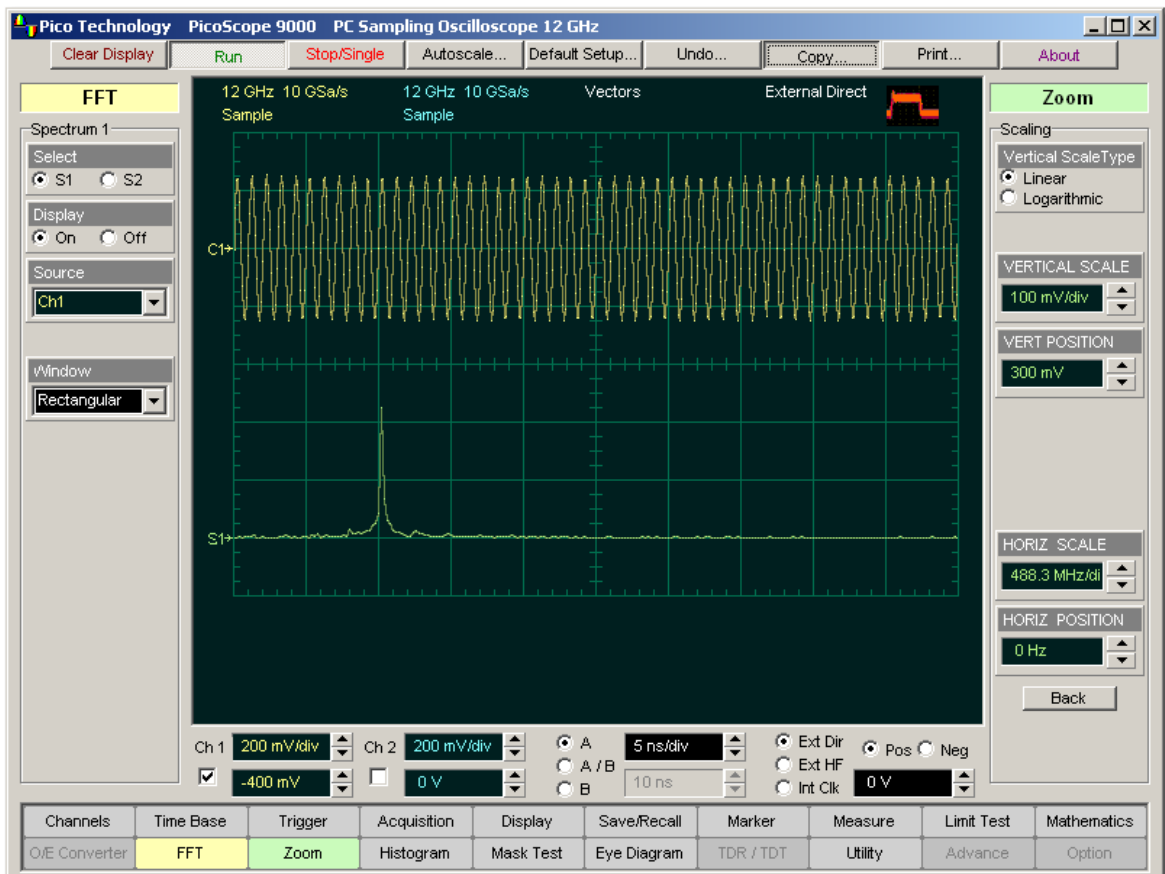 Pico Technology PicoScope 9000 PC Sampling Oscilloscope 12 GHz
Clear Display Run Stop/Single Autoscale... Default Setup... Undo... Copy... Print... About
FFT
Spectrum 1
Select
S1 S2
Display
On Off
Source
Ch1
Window
Rectangular
12 GHz 10 GSa/s 12 GHz 10 GSa/s Vectors External Direct
Sample Sample
C1
S1
Zoom
Scaling
Vertical ScaleType
Linear
Logarithmic
VERTICAL SCALE
100 mV/div
VERT POSITION
300 mV
HORIZ SCALE
488.3 MHz/di
HORIZ POSITION
0 Hz
Back
Ch 1 200 mV/div Ch 2 200 mV/div A 5 ns/div Ext Dir Pos Neg
A / B Ext HF
-400 mV 0 V B 10 ns Int Clk 0 V
Channels Time Base Trigger Acquisition Display Save/Recall Marker Measure Limit Test Mathematics
O/E Converter FFT Zoom Histogram Mask Test Eye Diagram TDR / TDT Utility Advance Option